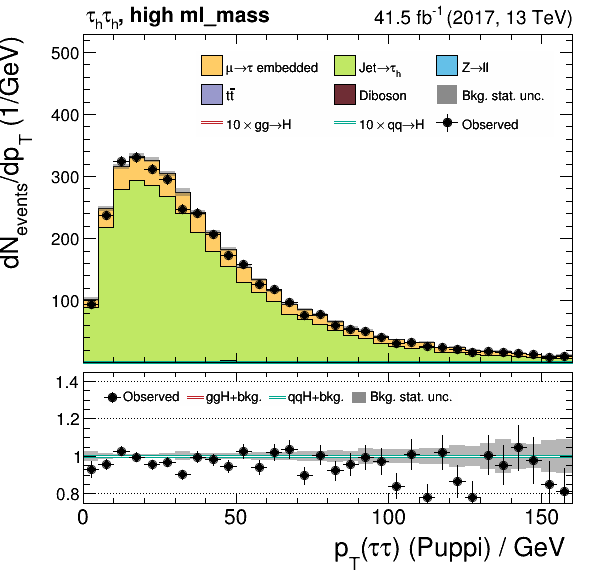 τhτh, high ml_mass 41.5 fb-1 (2017, 13 TeV)
dNevents/dpT (1/GeV)
500
400
300
200
100
μ→τ embedded Jet→τh Z→ll
tt̄ Diboson Bkg. stat. unc.
10 × gg→H 10 × qq→H Observed
1.4
1.2
1
0.8
Observed ggH+bkg. qqH+bkg. Bkg. stat. unc.
0 50 100 150
pT(ττ) (Puppi) / GeV